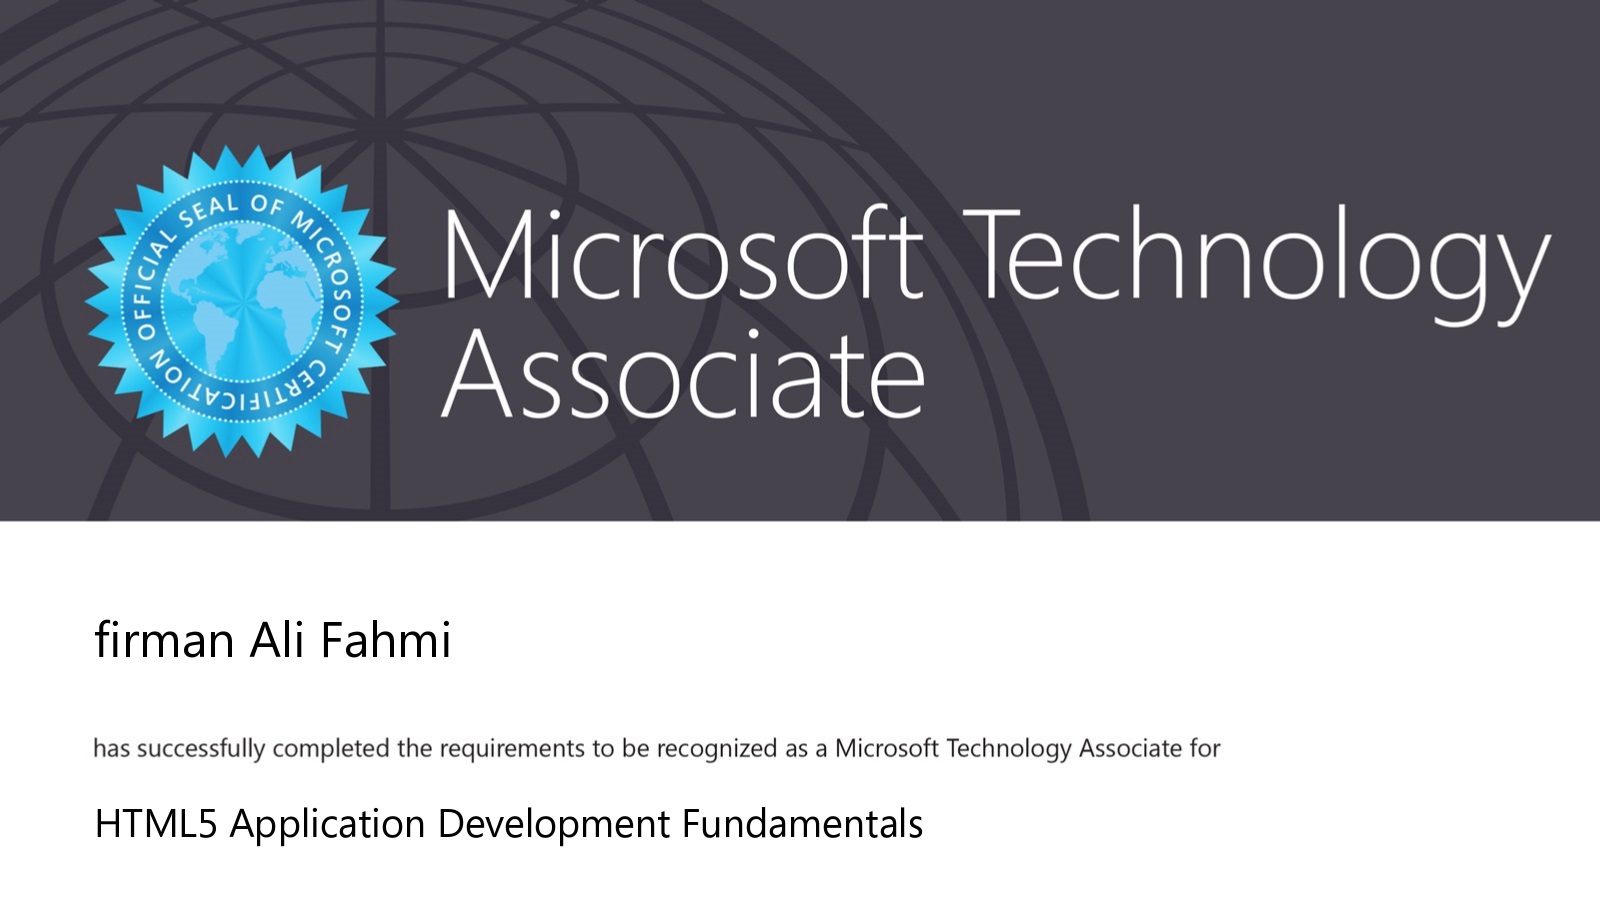 OFFICIAL SEAL OF MICROSOFT CERTIFICATION
Microsoft Technology
Associate
firman Ali Fahmi
has successfully completed the requirements to be recognized as a Microsoft Technology Associate for
HTML5 Application Development Fundamentals